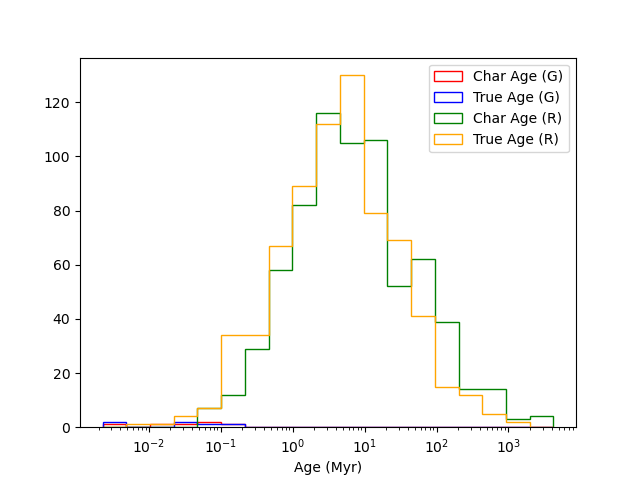 Char Age (G)
True Age (G)
Char Age (R)
True Age (R)
120
100
80
60
40
20
0
10⁻² 10⁻¹ 10⁰ 10¹ 10² 10³
Age (Myr)